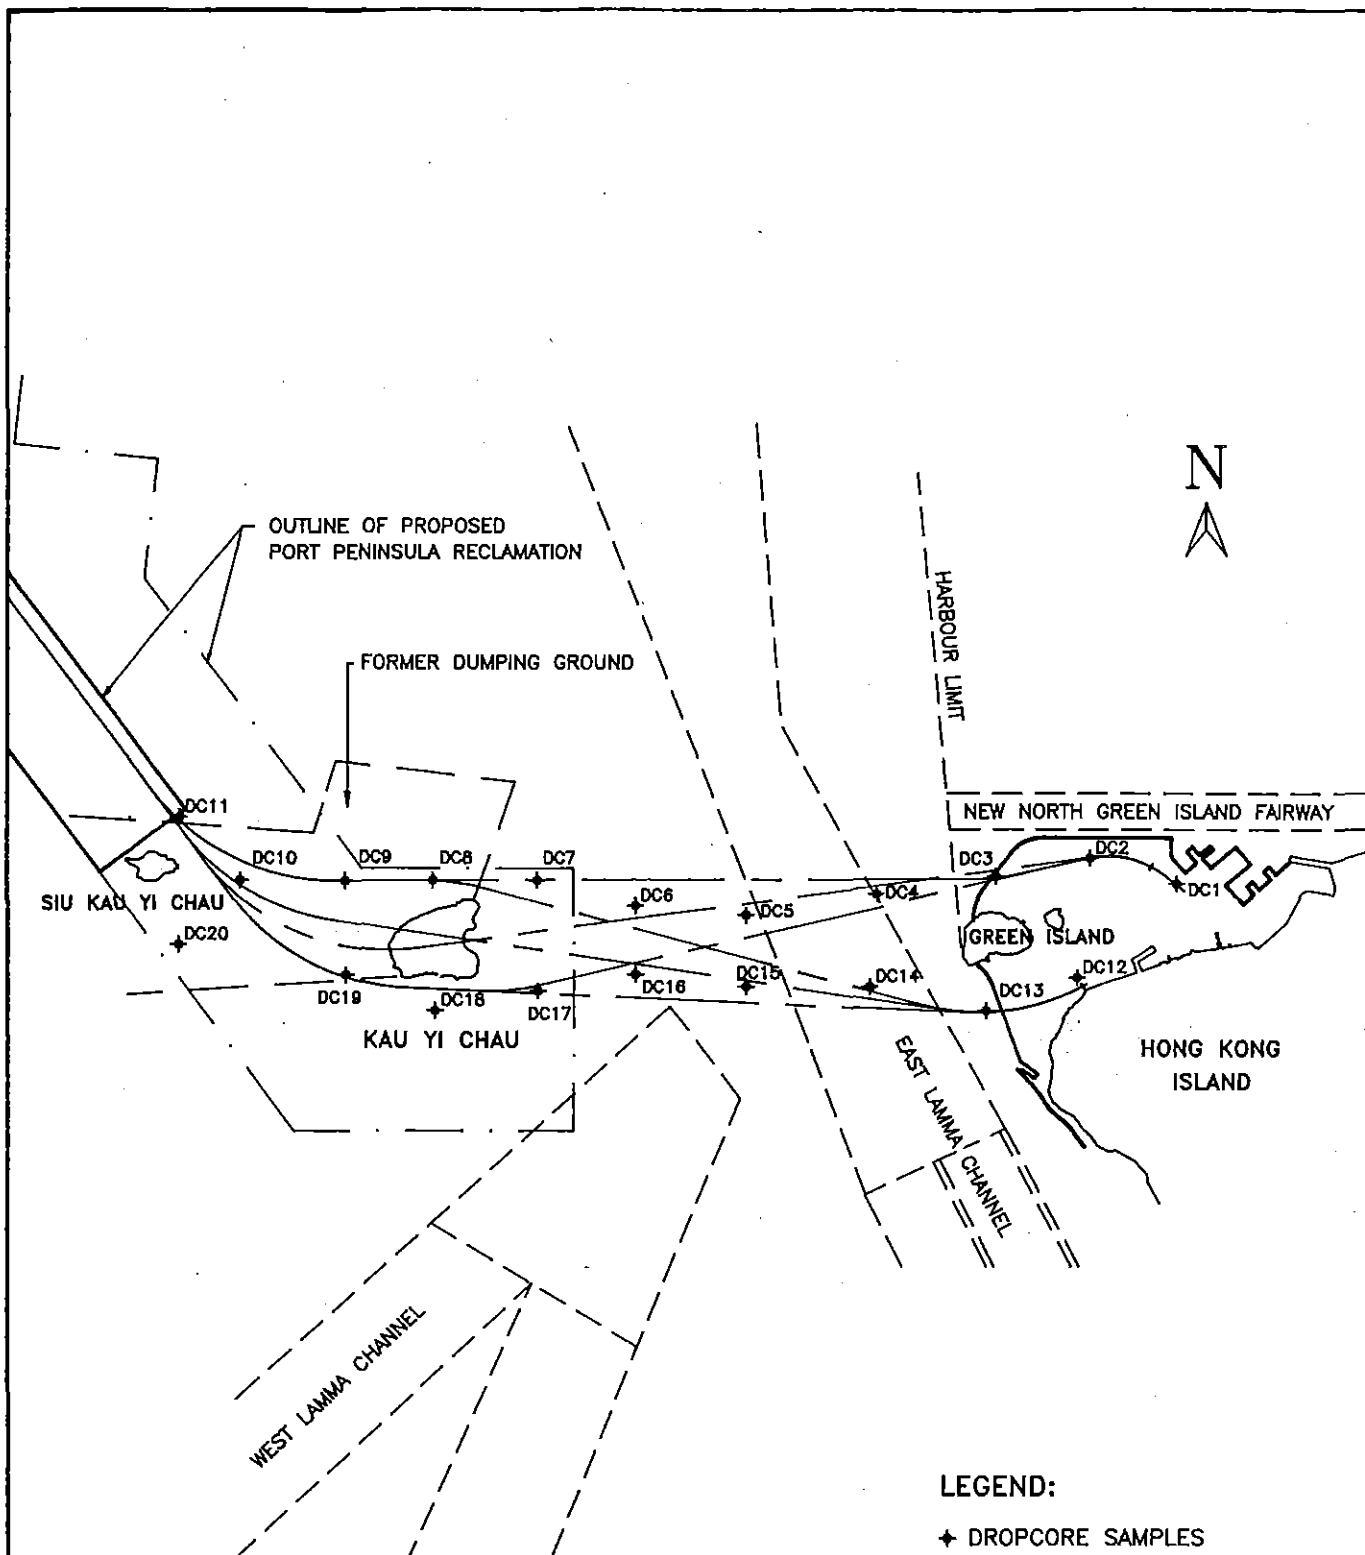 N
OUTLINE OF PROPOSED
PORT PENINSULA RECLAMATION
HARBOUR LIMIT
FORMER DUMPING GROUND
NEW NORTH GREEN ISLAND FAIRWAY
DC11
DC10
DC9
DC8
DC7
DC3
DC2
DC1
DC6
DC5
DC4
SIU KAU YI CHAU
GREEN ISLAND
DC20
DC19
DC18
DC17
DC16
DC15
DC14
DC13
DC12
KAU YI CHAU
HONG KONG
ISLAND
EAST LAMMA CHANNEL
WEST LAMMA CHANNEL
LEGEND:
DROPCORE SAMPLES